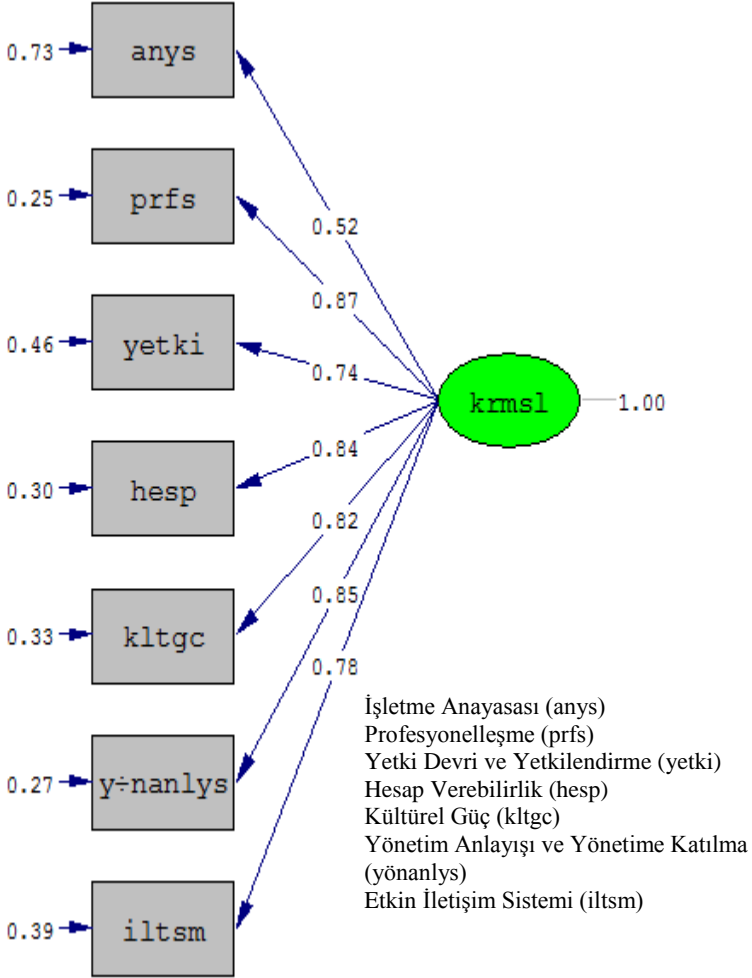 0.73
anys
0.52
0.25
prfs
0.87
0.46
yetki
0.74
krmsl
1.00
0.84
0.30
hesp
0.82
0.33
kltgc
0.85
0.78
0.27
y÷nanlys
0.39
iltsm
İşletme Anayasası (anys)
Profesyonelleşme (prfs)
Yetki Devri ve Yetkilendirme (yetki)
Hesap Verebilirlik (hesp)
Kültürel Güç (kltgc)
Yönetim Anlayışı ve Yönetime Katılma
(yönanlys)
Etkin İletişim Sistemi (iltsm)